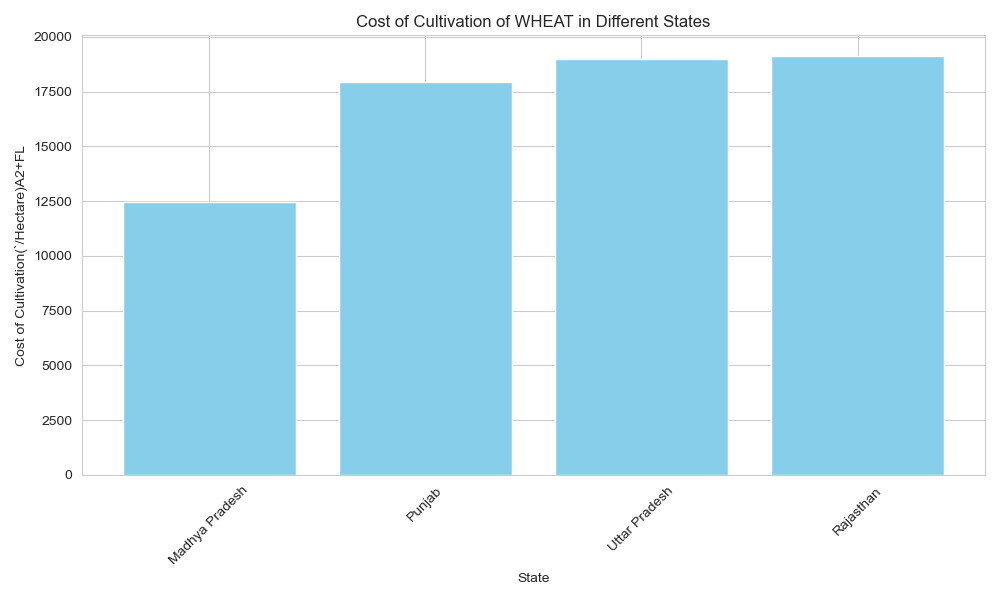 Cost of Cultivation of WHEAT in Different States
20000
17500
15000
12500
10000
7500
5000
2500
0
Cost of Cultivation(`/Hectare)A2+FL
Madhya Pradesh
Punjab
Uttar Pradesh
Rajasthan
State